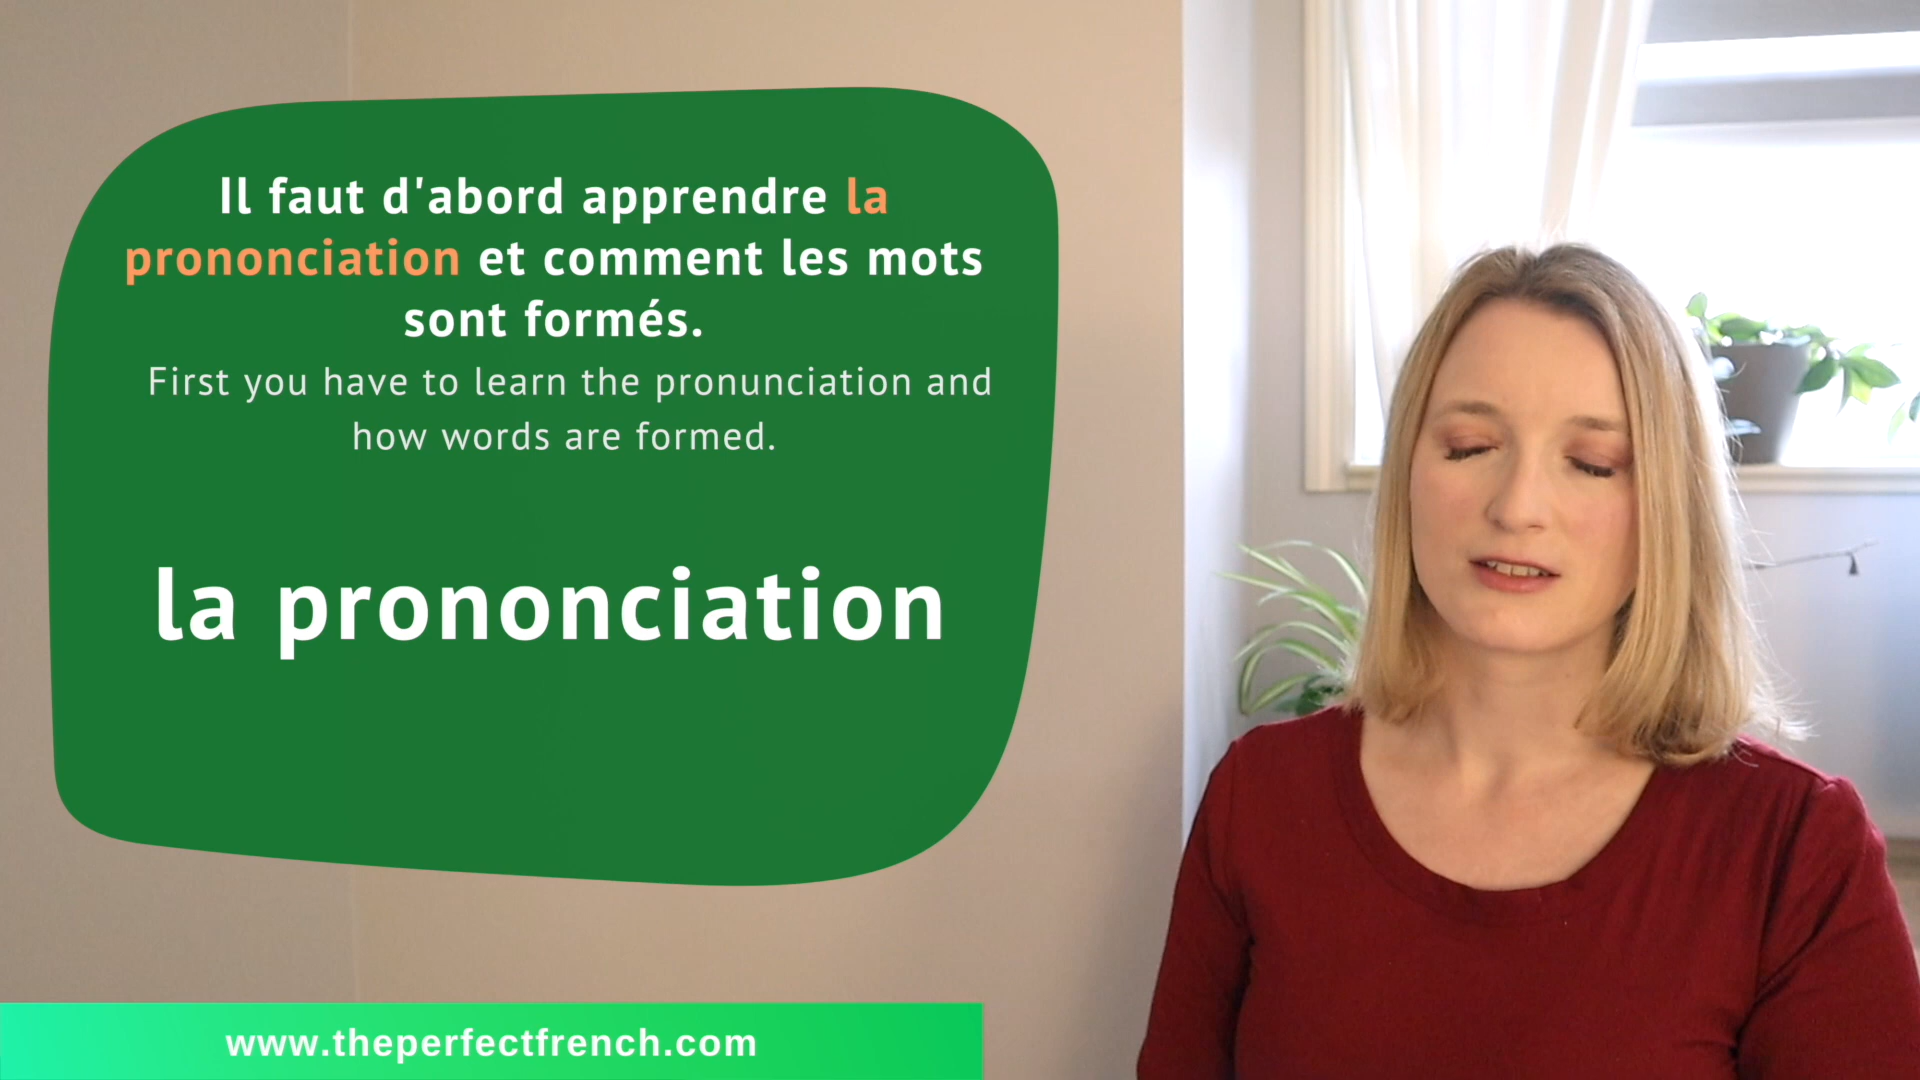 Il faut d'abord apprendre la
prononciation et comment les mots
sont formés.
First you have to learn the pronunciation and
how words are formed.
la prononciation
www.theperfectfrench.com